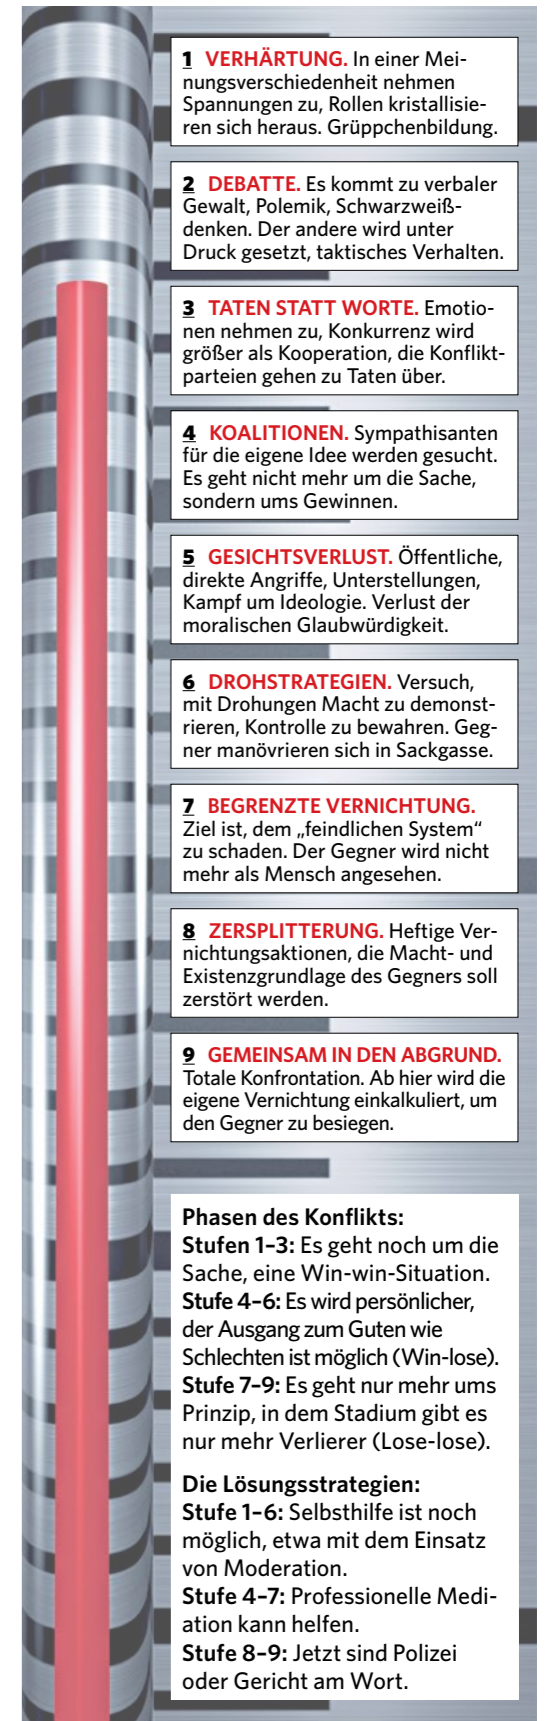 1 VERHÄRTUNG. In einer Mei-
nungsverschiedenheit nehmen
Spannungen zu, Rollen kristallisie-
ren sich heraus. Grüppchenbildung.
2 DEBATTE. Es kommt zu verbaler
Gewalt, Polemik, Schwarzweiß-
denken. Der andere wird unter
Druck gesetzt, taktisches Verhalten.
3 TATEN STATT WORTE. Emotio-
nen nehmen zu, Konkurrenz wird
größer als Kooperation, die Konflikt-
parteien gehen zu Taten über.
4 KOALITIONEN. Sympathisanten
für die eigene Idee werden gesucht.
Es geht nicht mehr um die Sache,
sondern ums Gewinnen.
5 GESICHTSVERLUST. Öffentliche,
direkte Angriffe, Unterstellungen,
Kampf um Ideologie. Verlust der
moralischen Glaubwürdigkeit.
6 DROHSTRATEGIEN. Versuch,
mit Drohungen Macht zu demonst-
rieren, Kontrolle zu bewahren. Geg-
ner manövrieren sich in Sackgasse.
7 BEGRENZTE VERNICHTUNG.
Ziel ist, dem „feindlichen System“
zu schaden. Der Gegner wird nicht
mehr als Mensch angesehen.
8 ZERSPLITTERUNG. Heftige Ver-
nichtungsaktionen, die Macht- und
Existenzgrundlage des Gegners soll
zerstört werden.
9 GEMEINSAM IN DEN ABGRUND.
Totale Konfrontation. Ab hier wird die
eigene Vernichtung einkalkuliert, um
den Gegner zu besiegen.
Phasen des Konflikts:
Stufen 1–3: Es geht noch um die
Sache, eine Win-win-Situation.
Stufe 4–6: Es wird persönlicher,
der Ausgang zum Guten wie
Schlechten ist möglich (Win-lose).
Stufe 7–9: Es geht nur mehr ums
Prinzip, in dem Stadium gibt es
nur mehr Verlierer (Lose-lose).
Die Lösungsstrategien:
Stufe 1–6: Selbsthilfe ist noch
möglich, etwa mit dem Einsatz
von Moderation.
Stufe 4–7: Professionelle Medi-
ation kann helfen.
Stufe 8–9: Jetzt sind Polizei
oder Gericht am Wort.